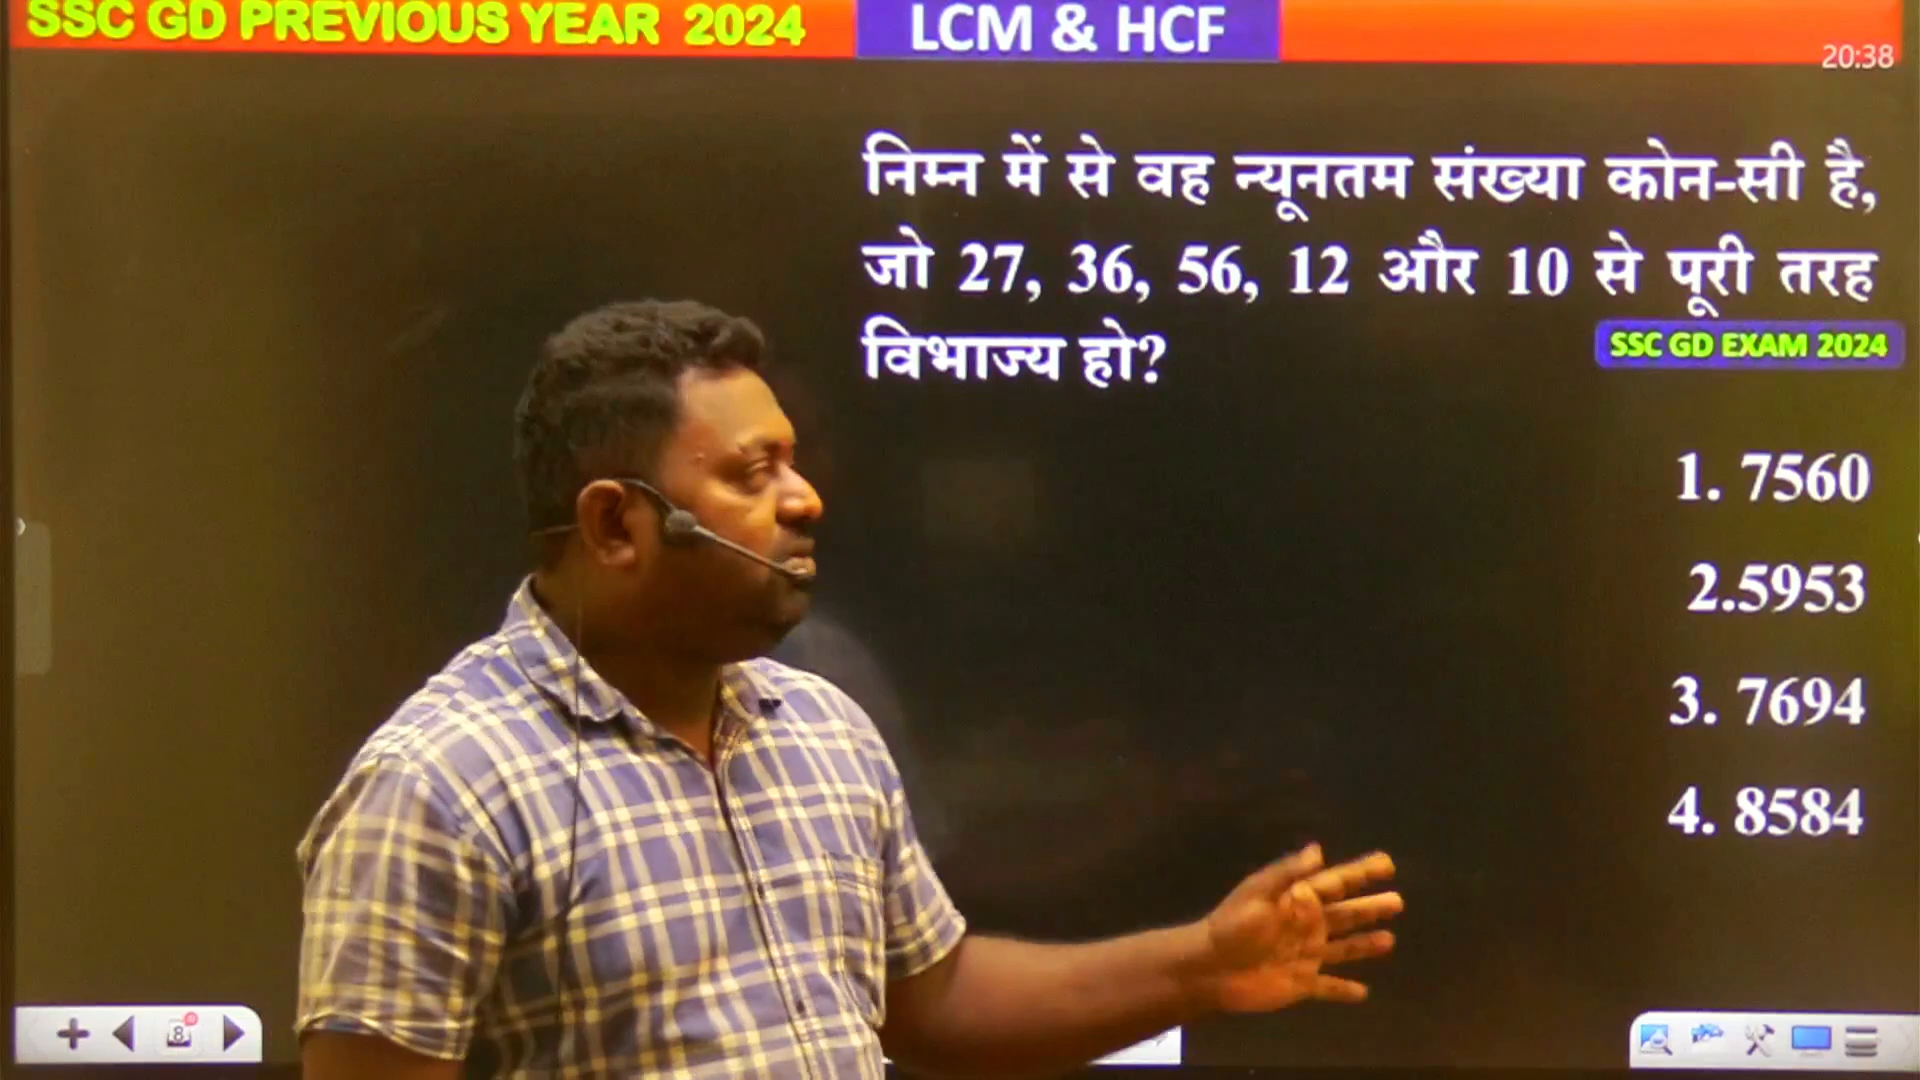 SSC GD PREVIOUS YEAR 2024
LCM & HCF
20:38
निम्न में से वह न्यूनतम संख्या कोन-सी है,
जो 27, 36, 56, 12 और 10 से पूरी तरह
विभाज्य हो?
SSC GD EXAM 2024
1. 7560
2.5953
3. 7694
4. 8584
8